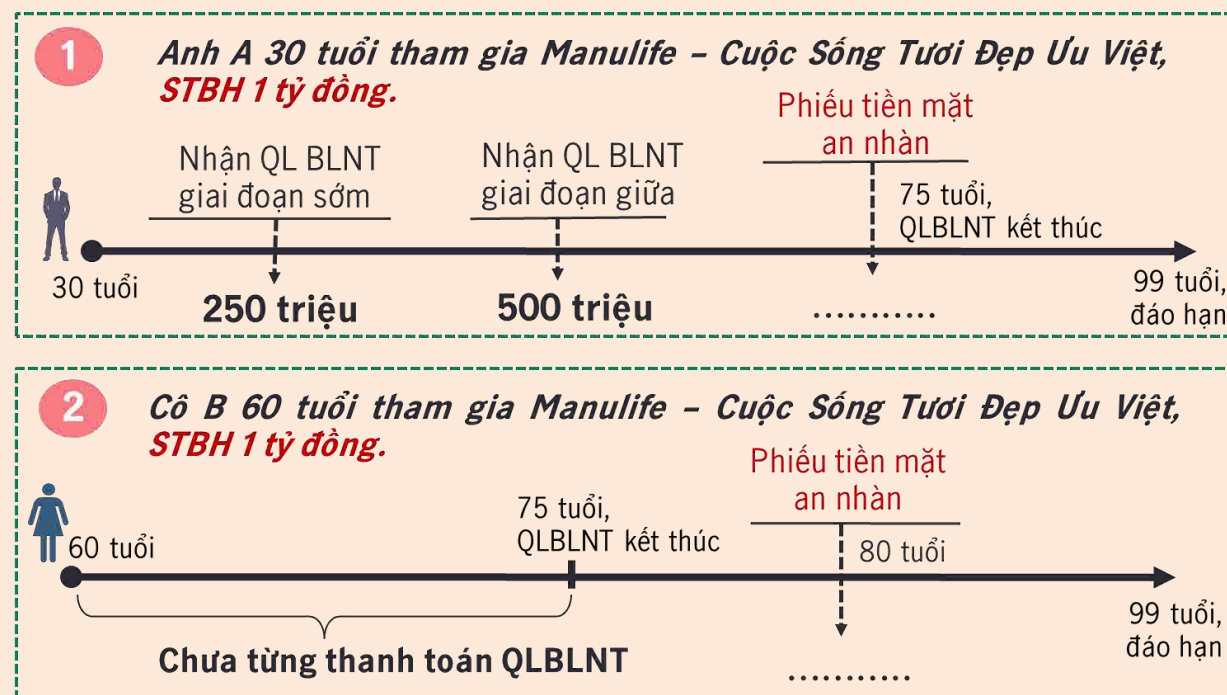 1
Anh A 30 tuổi tham gia Manulife – Cuộc Sống Tươi Đẹp Ưu Việt,
STBH 1 tỷ đồng.
Phiếu tiền mặt
an nhàn
Nhận QL BLNT
giai đoạn sớm
Nhận QL BLNT
giai đoạn giữa
75 tuổi,
QLBLNT kết thúc
30 tuổi
250 triệu
500 triệu
...........
99 tuổi,
đáo hạn
2
Cô B 60 tuổi tham gia Manulife – Cuộc Sống Tươi Đẹp Ưu Việt,
STBH 1 tỷ đồng.
Phiếu tiền mặt
an nhàn
75 tuổi,
QLBLNT kết thúc
60 tuổi
80 tuổi
99 tuổi,
đáo hạn
Chưa từng thanh toán QLBLNT
...........